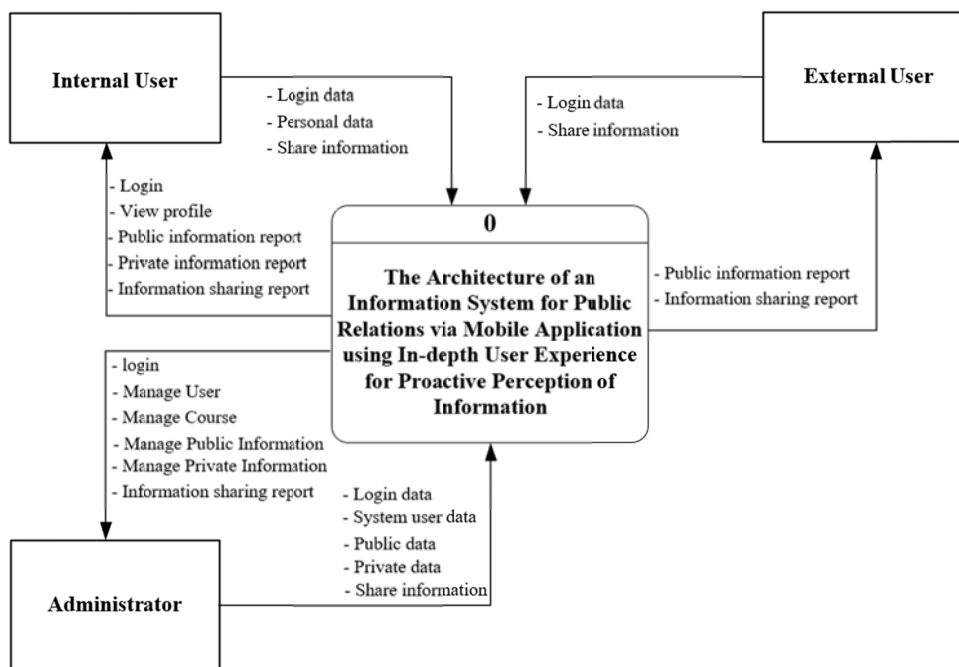 Internal User
External User
- Login data
- Personal data
- Share information
- Login data
- Share information
- Login
- View profile
- Public information report
- Private information report
- Information sharing report
0
The Architecture of an
Information System for Public
Relations via Mobile Application
using In-depth User Experience
for Proactive Perception of
Information
- Public information report
- Information sharing report
- login
- Manage User
- Manage Course
- Manage Public Information
- Manage Private Information
- Information sharing report
- Login data
- System user data
- Public data
- Private data
- Share information
Administrator